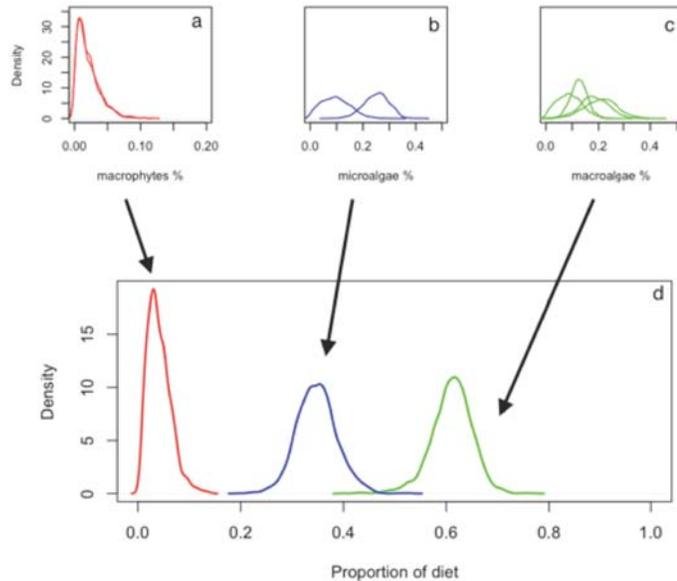 a
b
c
Density
0 10 20 30
0.00 0.10 0.20
0.0 0.2 0.4
0.0 0.2 0.4
macrophytes %
microalgae %
macroalgae %
d
Density
0 5 10 15
0.0 0.2 0.4 0.6 0.8 1.0
Proportion of diet